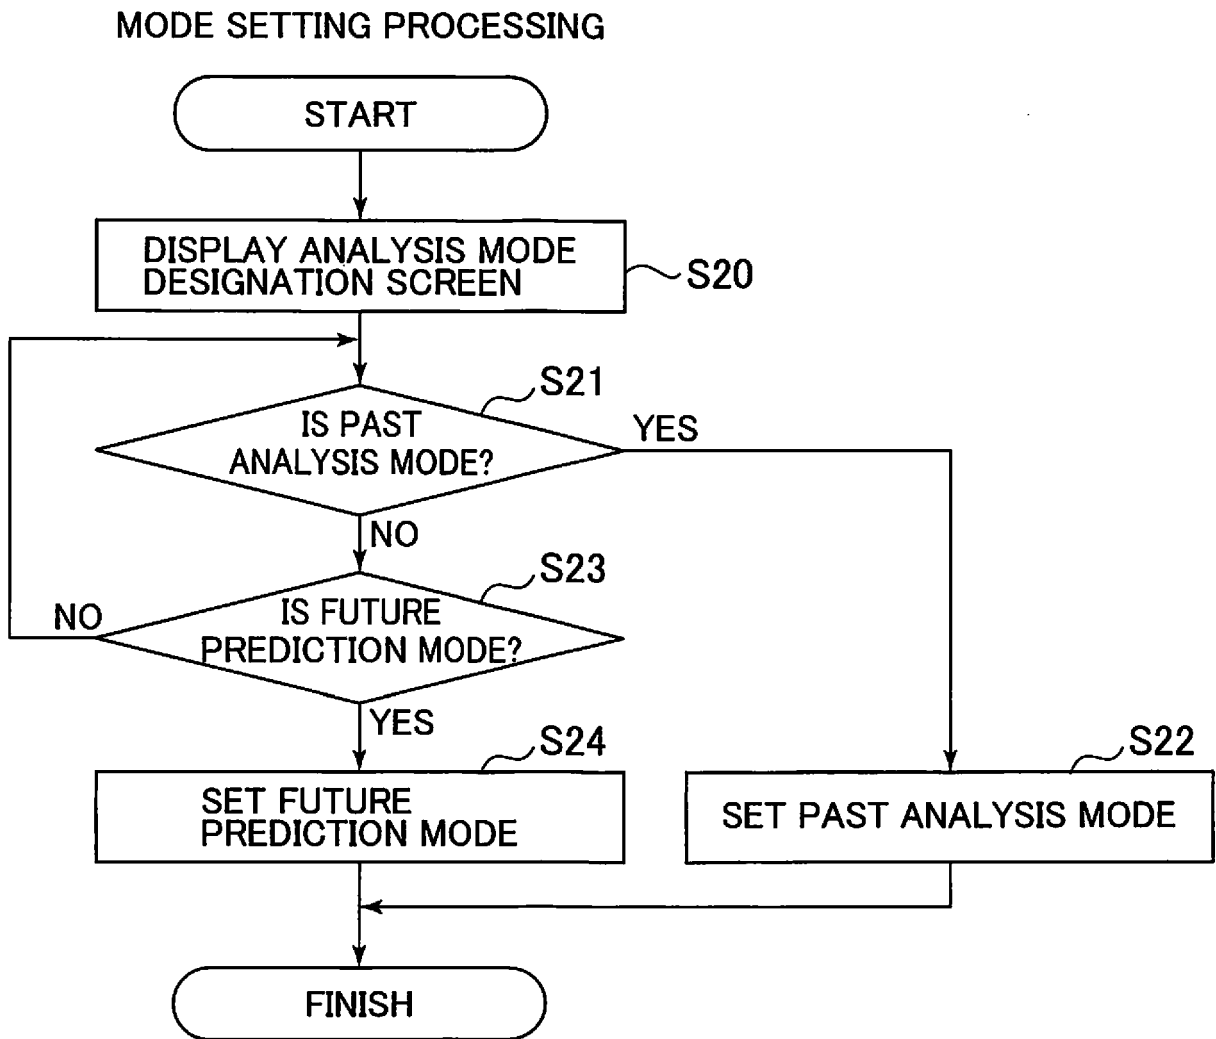 MODE SETTING PROCESSING
START
DISPLAY ANALYSIS MODE
DESIGNATION SCREEN
S20
S21
IS PAST
ANALYSIS MODE?
YES
NO
S23
IS FUTURE
PREDICTION MODE?
NO
YES
S24
SET FUTURE
PREDICTION MODE
S22
SET PAST ANALYSIS MODE
FINISH